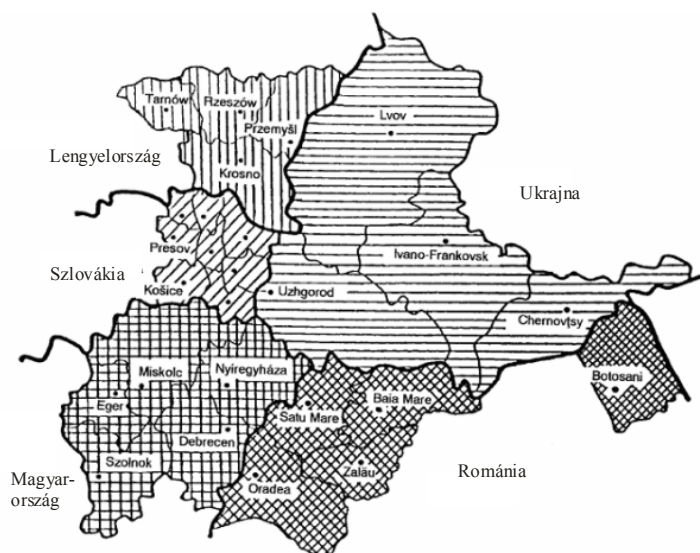 Tarnów
Rzeszów
Przemyśl
Krosno
Lengyelország
Lvov
Ukrajna
Presov
Szlovákia
Košice
Ivano-Frankovsk
Uzhgorod
Chernovtsy
Miskolc
Nyíregyháza
Eger
Debrecen
Szolnok
Magyar-
ország
Satu Mare
Baia Mare
Botosani
Zalău
Oradea
Románia